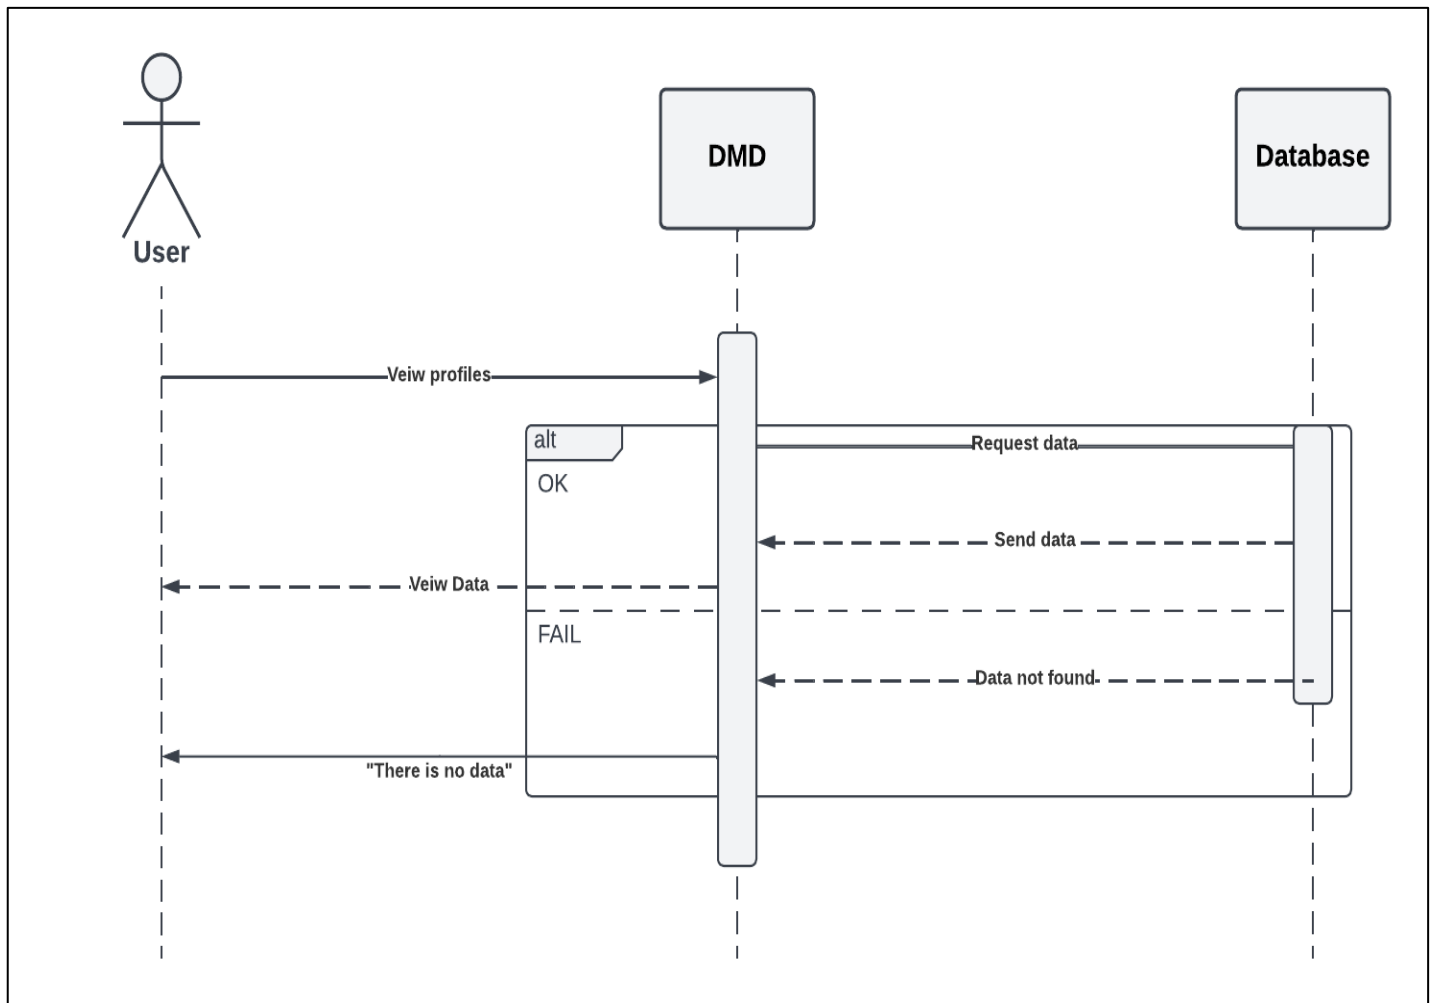 DMD
Database
User
Veiw profiles
alt
Request data
OK
Send data
Veiw Data
FAIL
Data not found
"There is no data"